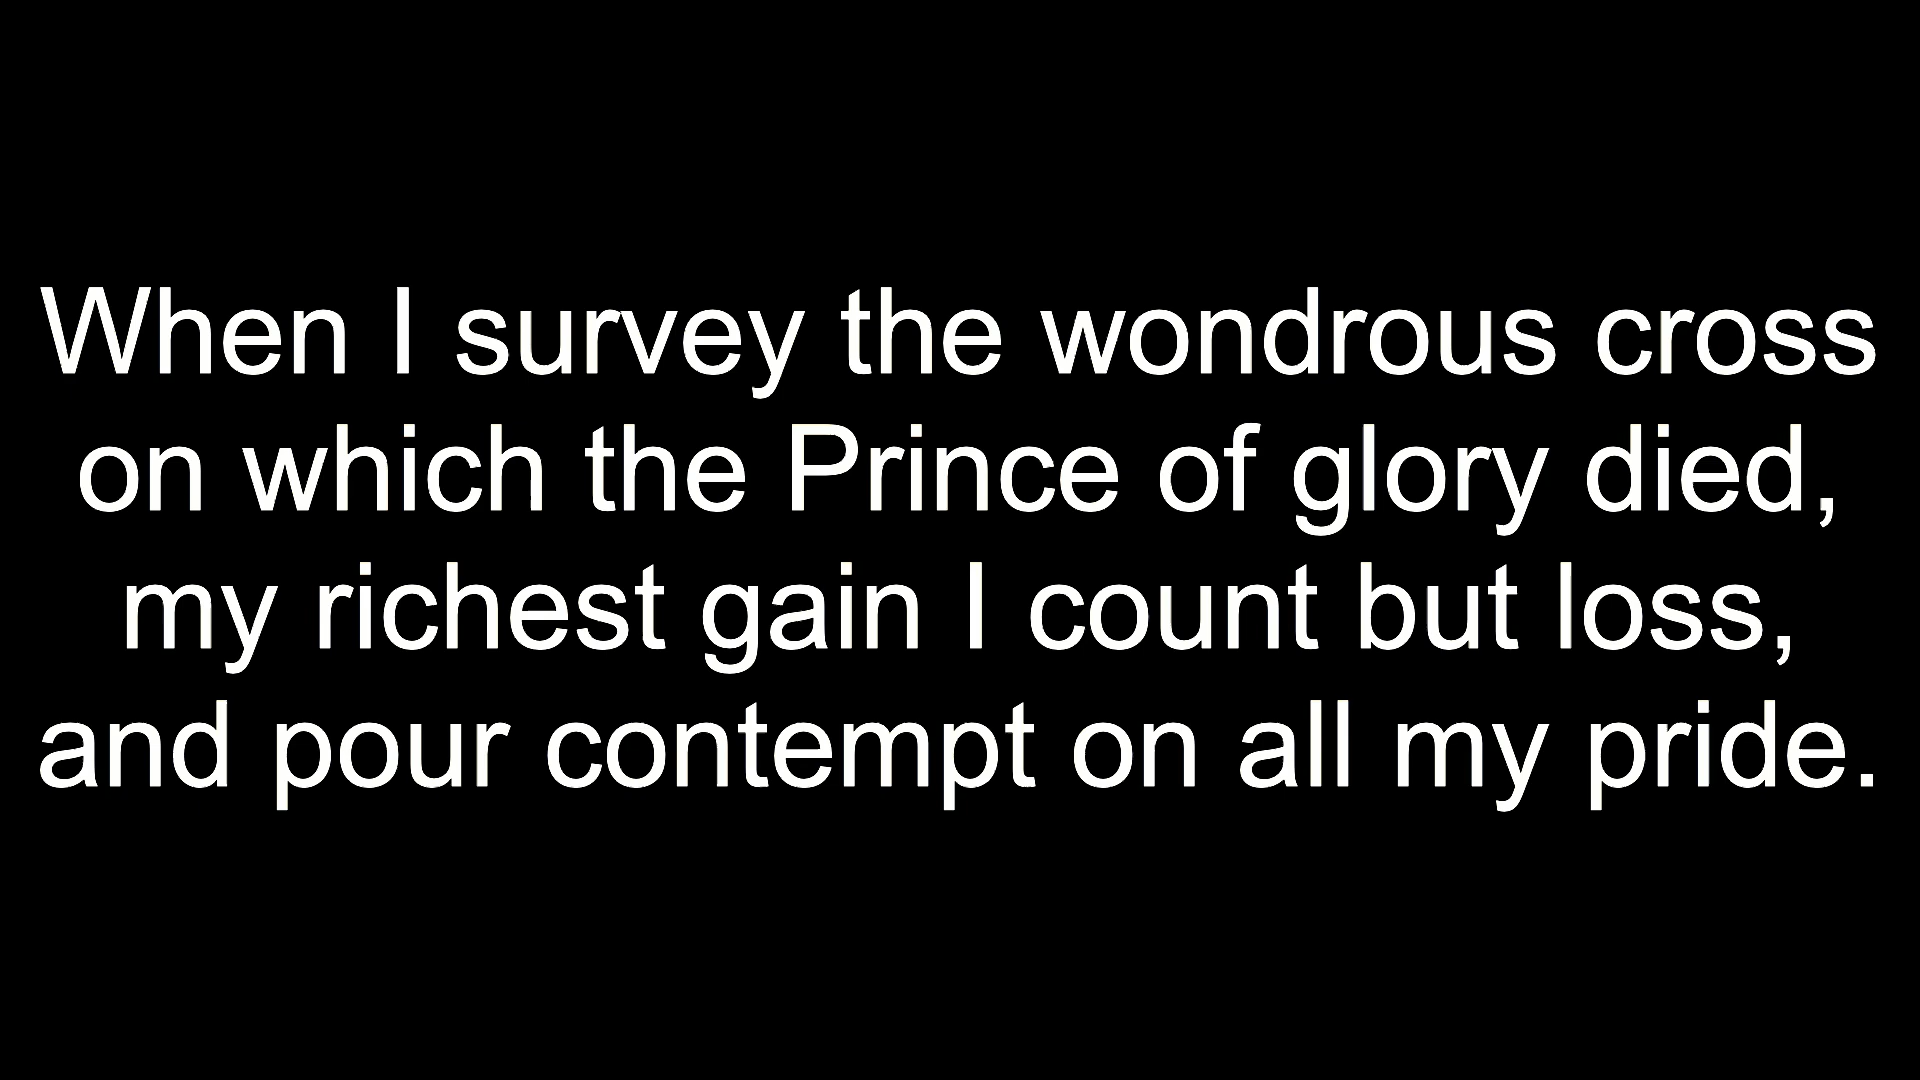 When I survey the wondrous cross
on which the Prince of glory died,
my richest gain I count but loss,
and pour contempt on all my pride.